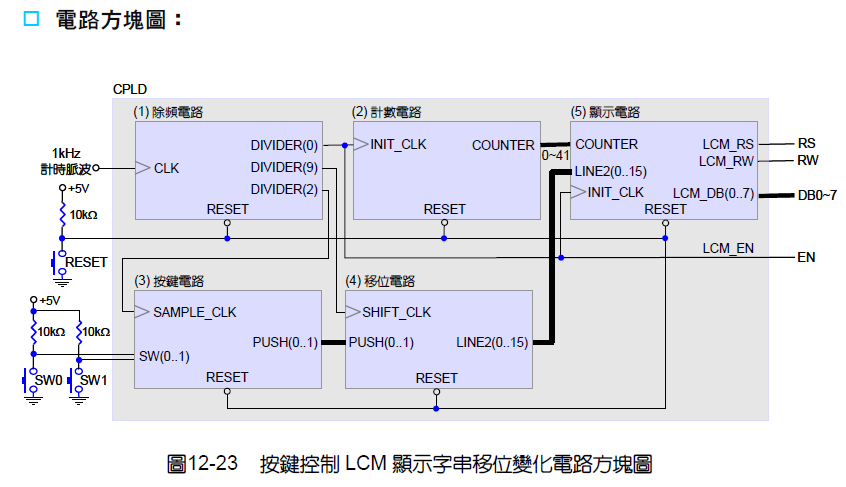 電路方塊圖：
CPLD
(1) 除頻電路
(2) 計數電路
(5) 顯示電路
1kHz
計時脈波
CLK
DIVIDER(0)
DIVIDER(9)
DIVIDER(2)
RESET
INIT_CLK
COUNTER
RESET
0~41
COUNTER
LINE2(0..15)
INIT_CLK
LCM_RS
LCM_RW
LCM_DB(0..7)
RESET
RS
RW
DB0~7
+5V
10kΩ
RESET
LCM_EN
EN
(3) 按鍵電路
(4) 移位電路
+5V
10kΩ
10kΩ
SW0
SW1
SAMPLE_CLK
SW(0..1)
PUSH(0..1)
RESET
SHIFT_CLK
PUSH(0..1)
LINE2(0..15)
RESET
圖12-23 按鍵控制 LCM 顯示字串移位變化電路方塊圖